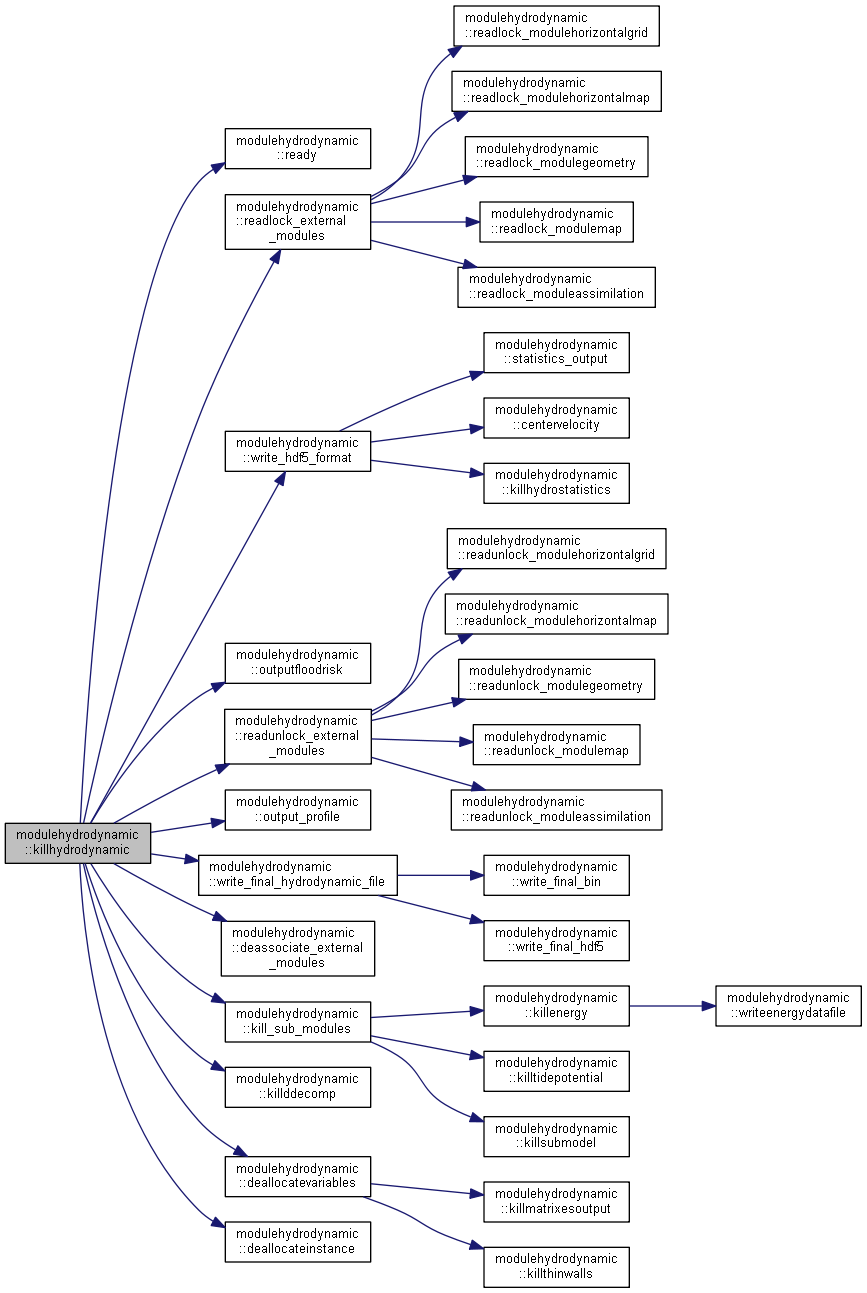 modulehydrodynamic
::readlock_modulehorizontalgrid
modulehydrodynamic
::readlock_modulehorizontalmap
modulehydrodynamic
::ready
modulehydrodynamic
::readlock_modulegeometry
modulehydrodynamic
::readlock_external
_modules
modulehydrodynamic
::readlock_modulemap
modulehydrodynamic
::readlock_moduleassimilation
modulehydrodynamic
::statistics_output
modulehydrodynamic
::centervelocity
modulehydrodynamic
::write_hdf5_format
modulehydrodynamic
::killhydrostatistics
modulehydrodynamic
::readunlock_modulehorizontalgrid
modulehydrodynamic
::readunlock_modulehorizontalmap
modulehydrodynamic
::outputfloodrisk
modulehydrodynamic
::readunlock_modulegeometry
modulehydrodynamic
::readunlock_external
_modules
modulehydrodynamic
::readunlock_modulemap
modulehydrodynamic
::output_profile
modulehydrodynamic
::readunlock_moduleassimilation
modulehydrodynamic
::killhydrodynamic
modulehydrodynamic
::write_final_hydrodynamic_file
modulehydrodynamic
::write_final_bin
modulehydrodynamic
::deassociate_external
_modules
modulehydrodynamic
::write_final_hdf5
modulehydrodynamic
::kill_sub_modules
modulehydrodynamic
::killenergy
modulehydrodynamic
::writeenergydatafile
modulehydrodynamic
::killddecomp
modulehydrodynamic
::killtidepotential
modulehydrodynamic
::killsubmodel
modulehydrodynamic
::deallocatevariables
modulehydrodynamic
::killmatrixesoutput
modulehydrodynamic
::deallocateinstance
modulehydrodynamic
::killthinwalls